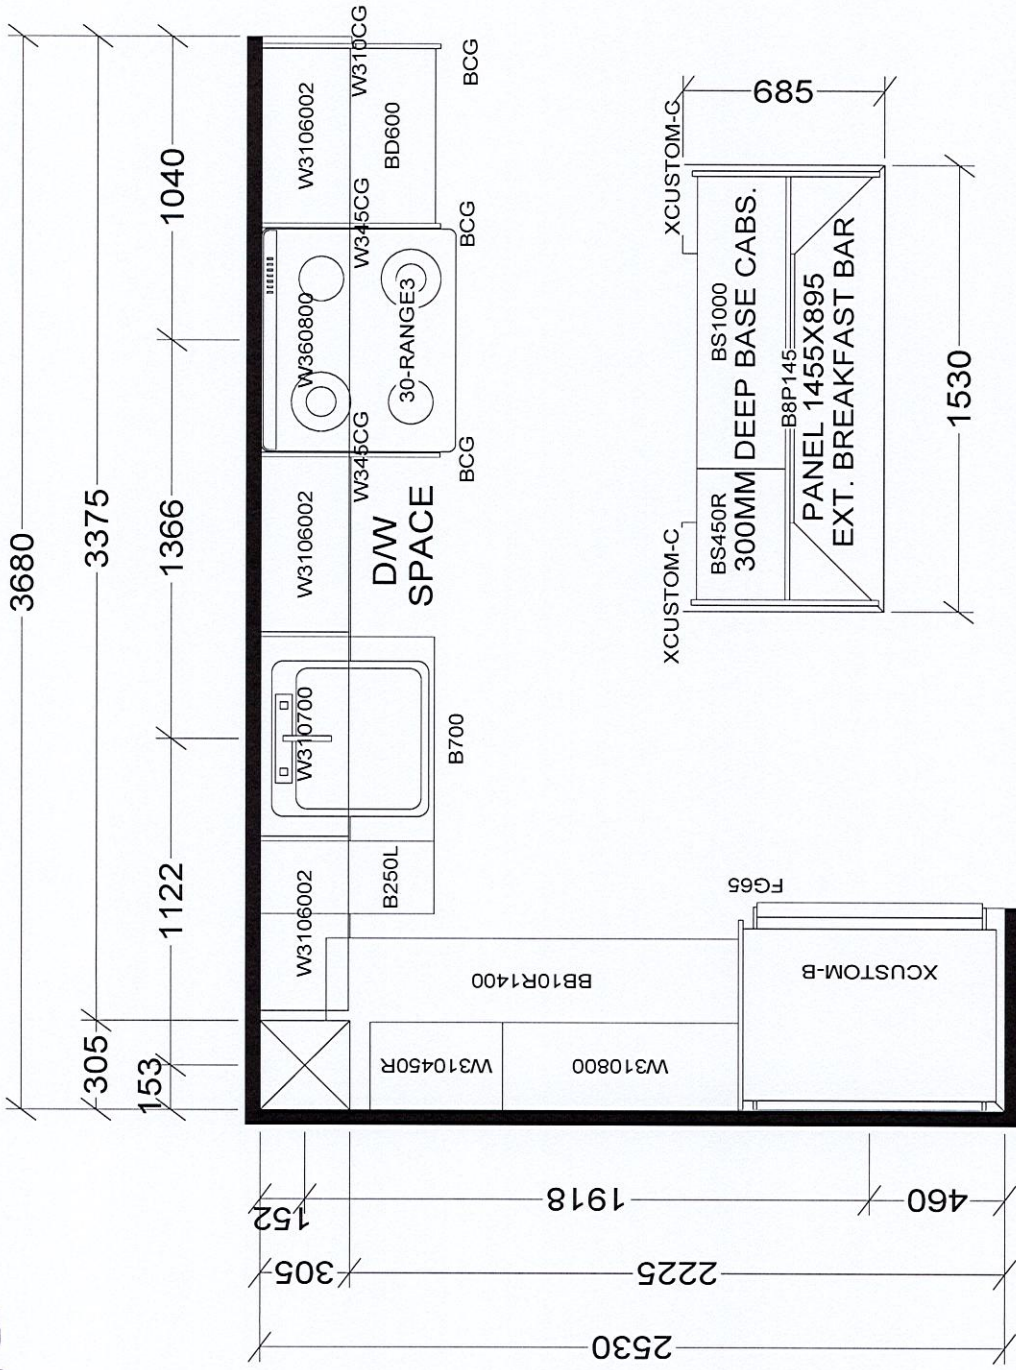 3680
3375
305
1040
1366
1122
153
W310CG
BCG
W3106002
BD600
W345CG
BCG
W360800
30-RANGE3
W345CG
BCG
W3106002
D/W
SPACE
W310700
B700
W3106002
B250L
BB10R1400
W310450R
W310800
FG65
XCUSTOM-B
XCUSTOM-C
XCUSTOM-C
685
BS450R
BS1000
300MM DEEP BASE CABS.
B8P145
PANEL 1455X895
EXT. BREAKFAST BAR
1530
152
1918
460
305
2225
2530